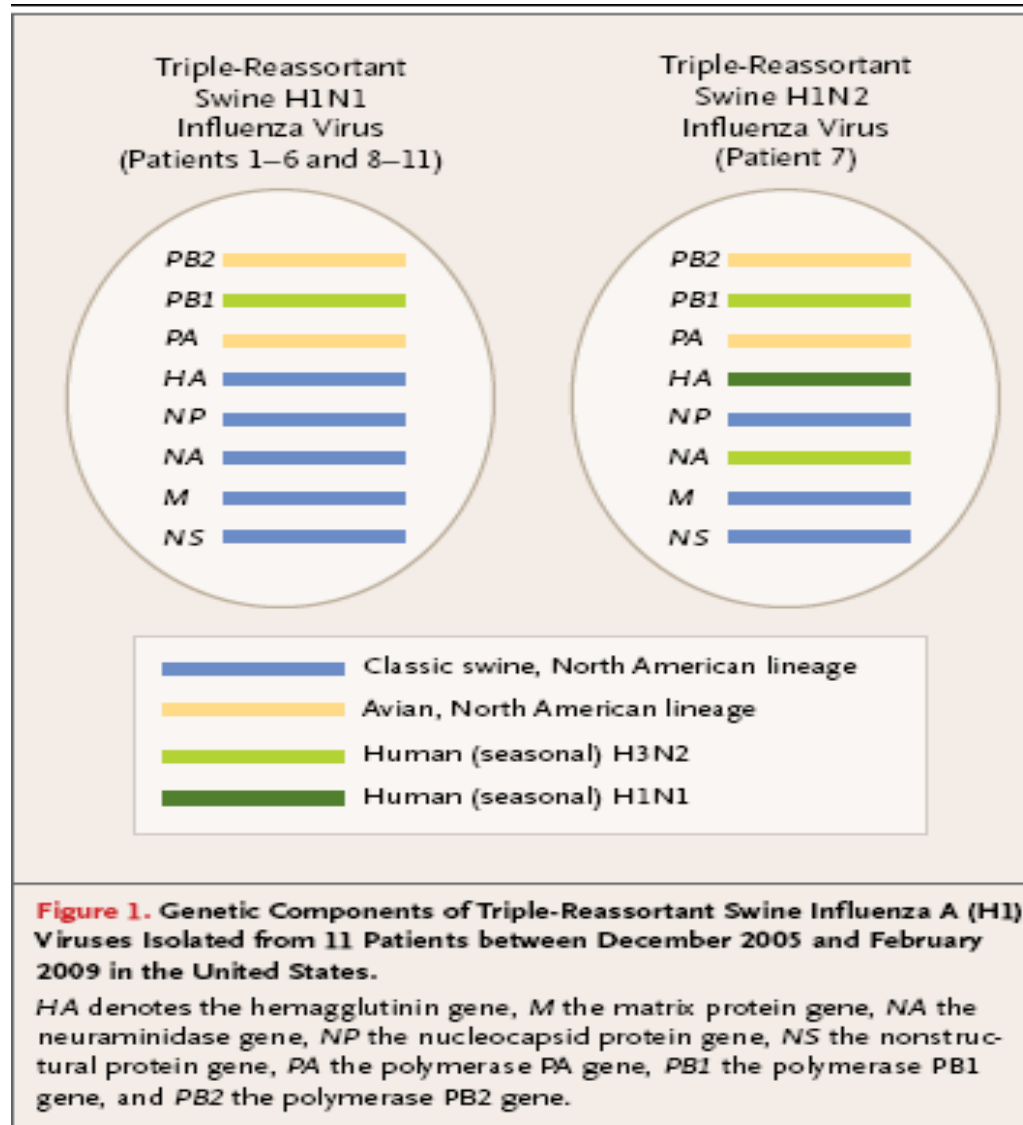 Triple-Reassortant
Swine H1N1
Influenza Virus
(Patients 1–6 and 8–11)
PB2
PB1
PA
HA
NP
NA
M
NS
Triple-Reassortant
Swine H1N2
Influenza Virus
(Patient 7)
PB2
PB1
PA
HA
NP
NA
M
NS
Classic swine, North American lineage
Avian, North American lineage
Human (seasonal) H3N2
Human (seasonal) H1N1
Figure 1. Genetic Components of Triple-Reassortant Swine Influenza A (H1)
Viruses Isolated from 11 Patients between December 2005 and February
2009 in the United States.
HA denotes the hemagglutinin gene, M the matrix protein gene, NA the
neuraminidase gene, NP the nucleocapsid protein gene, NS the nonstruc-
tural protein gene, PA the polymerase PA gene, PB1 the polymerase PB1
gene, and PB2 the polymerase PB2 gene.